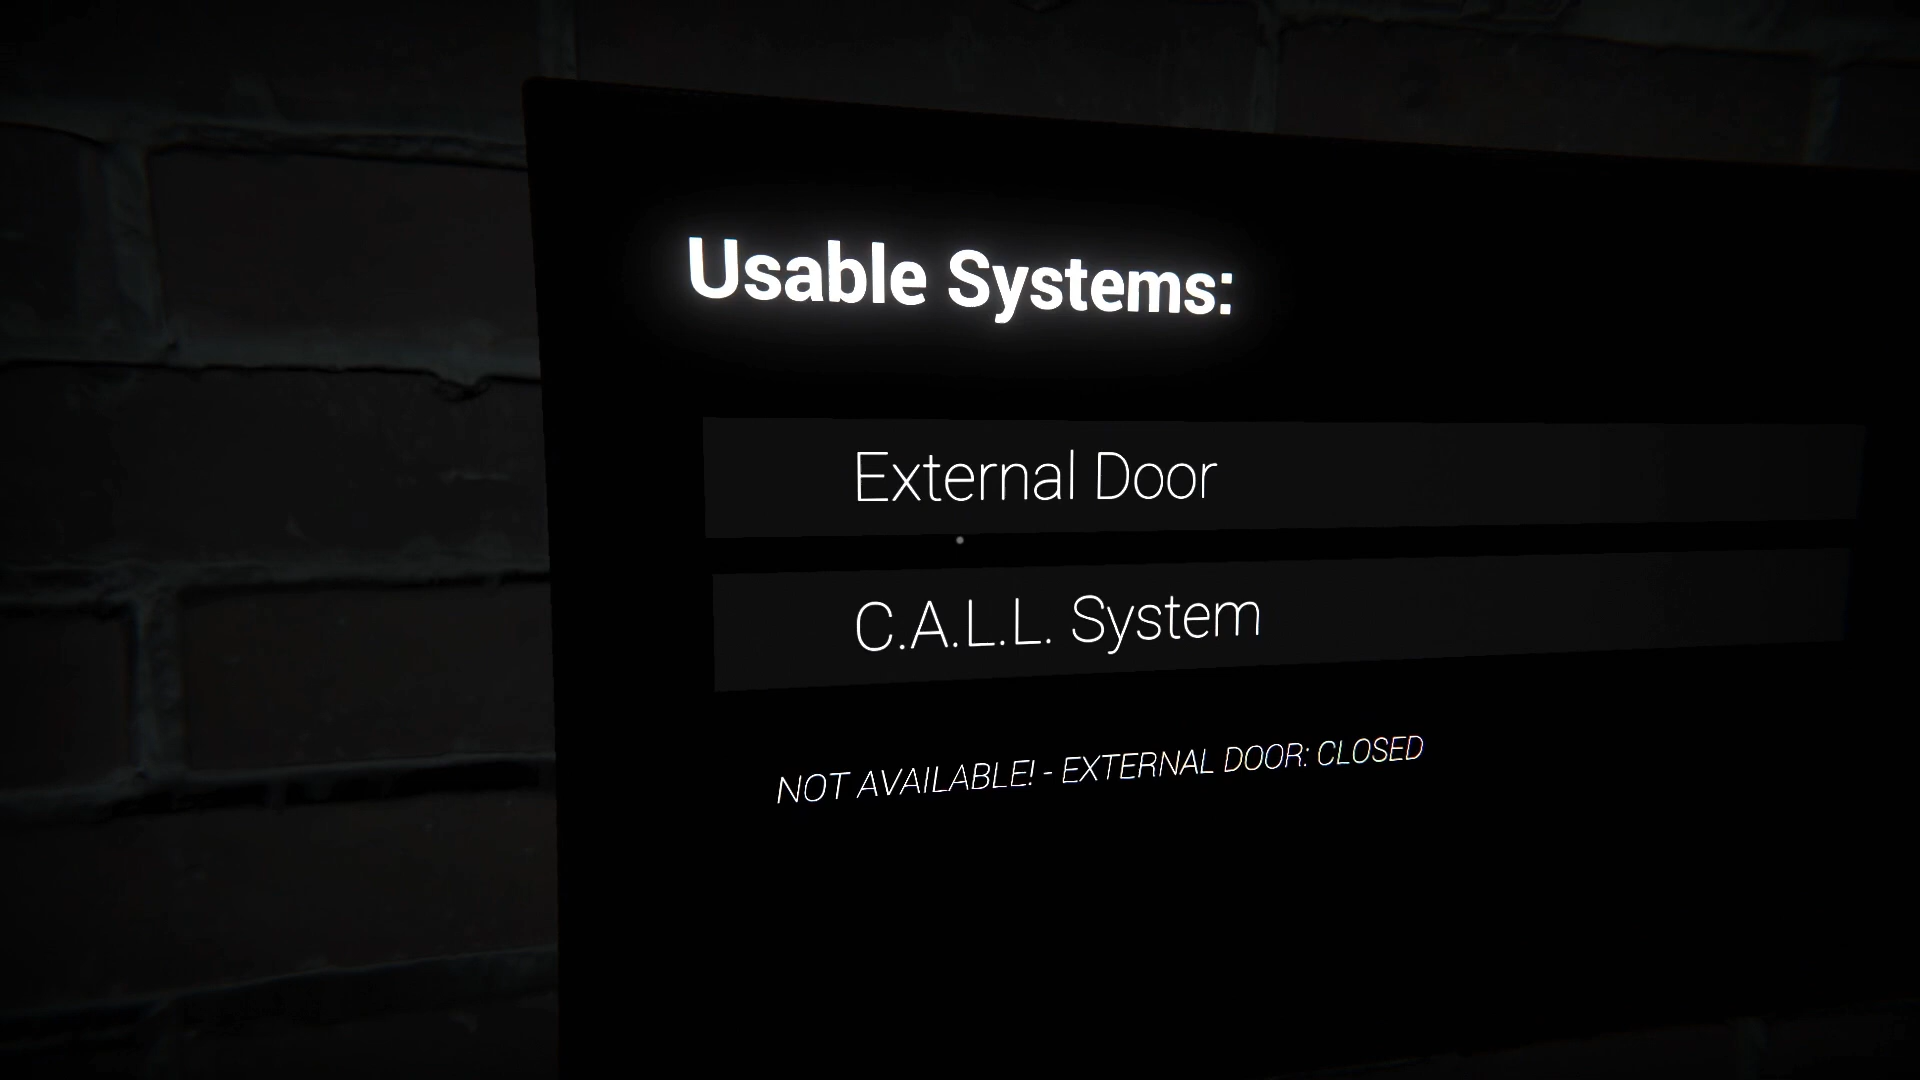 Usable Systems:
External Door
C.A.L.L. System
NOT AVAILABLE! - EXTERNAL DOOR: CLOSED